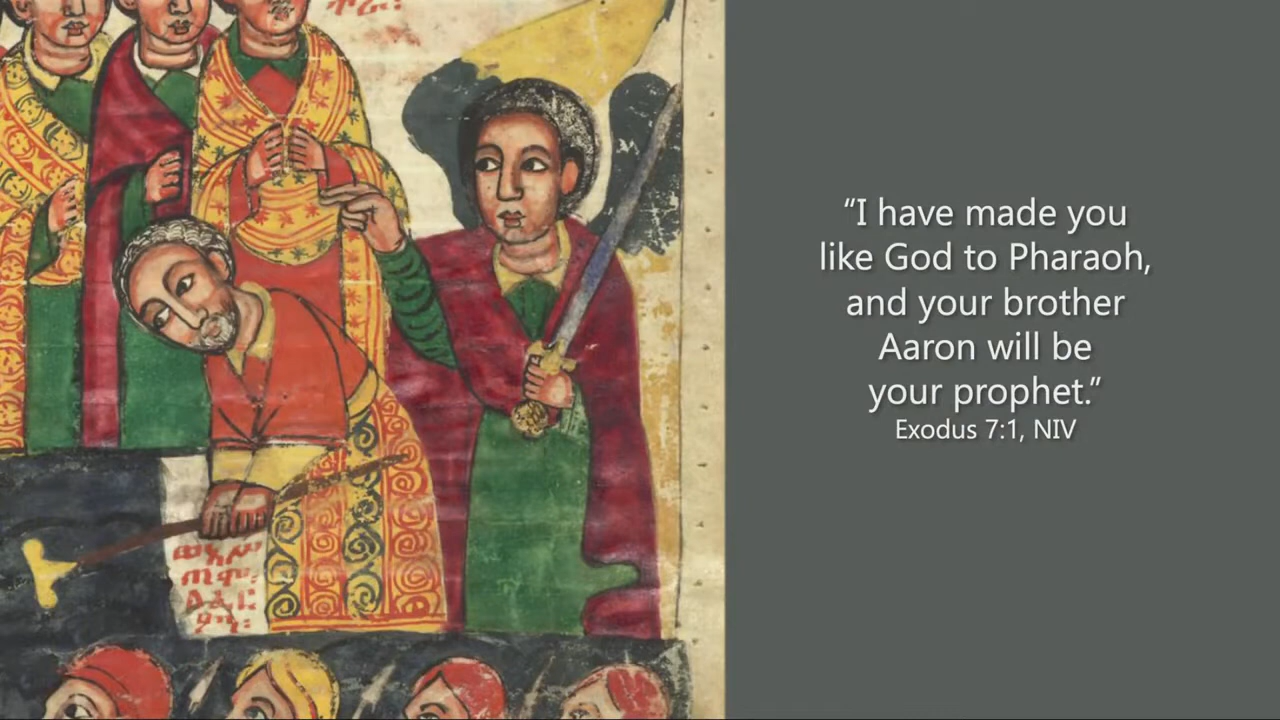 “I have made you
like God to Pharaoh,
and your brother
Aaron will be
your prophet.”
Exodus 7:1, NIV